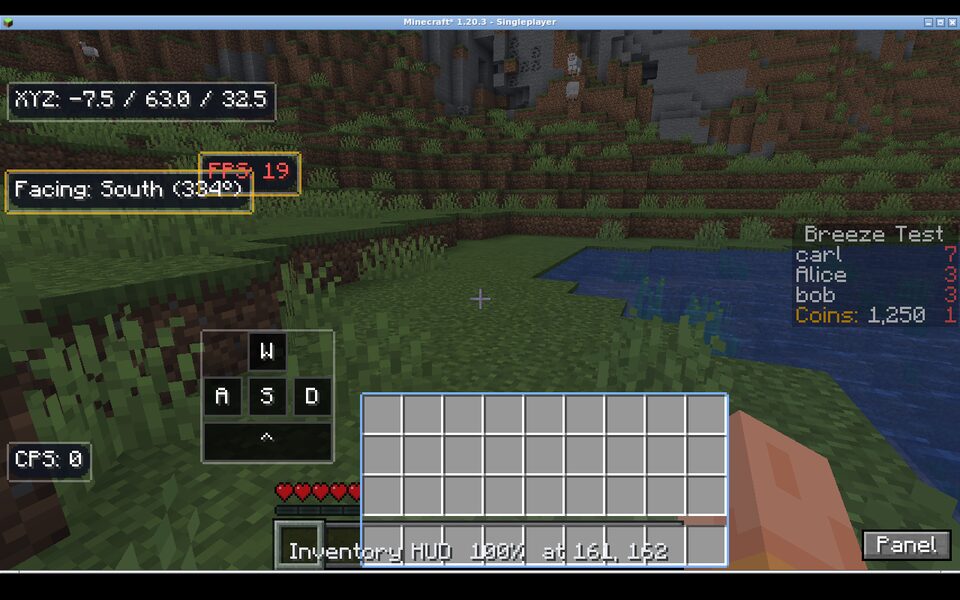 Minecraft* 1.20.3 - Singleplayer
XYZ: -7.5 / 63.0 / 32.5
FPS: 19
Facing: South (334°)
Breeze Test
carl 7
Alice 3
bob 3
Coins: 1,250 1
W
A S D
^
CPS: 0
Inventory HUD 100% at 161, 162
Panel